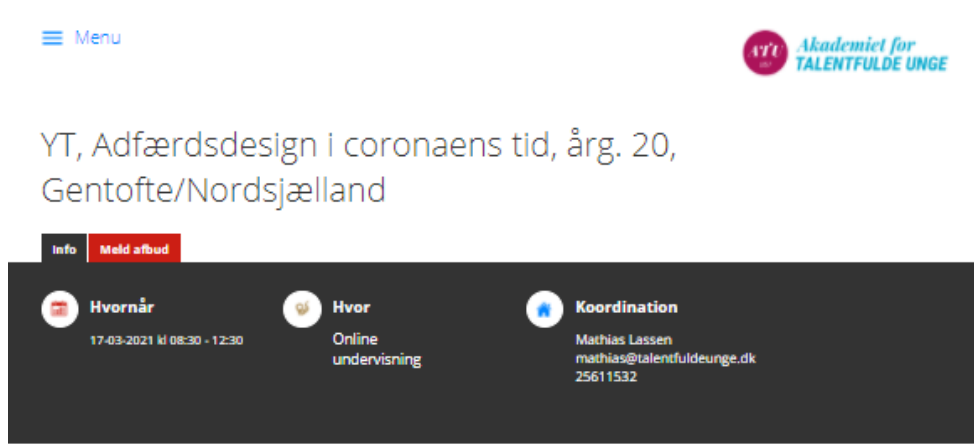 Menu
ATU
Akademiet for
TALENTFULDE UNGE
YT, Adfærdsdesign i coronaens tid, årg. 20,
Gentofte/Nordsjælland
Info
Meld afbud
Hvornår
17-03-2021 kl 08:30 - 12:30
Hvor
Online
undervisning
Koordination
Mathias Lassen
mathias@talentfuldeunge.dk
25611532